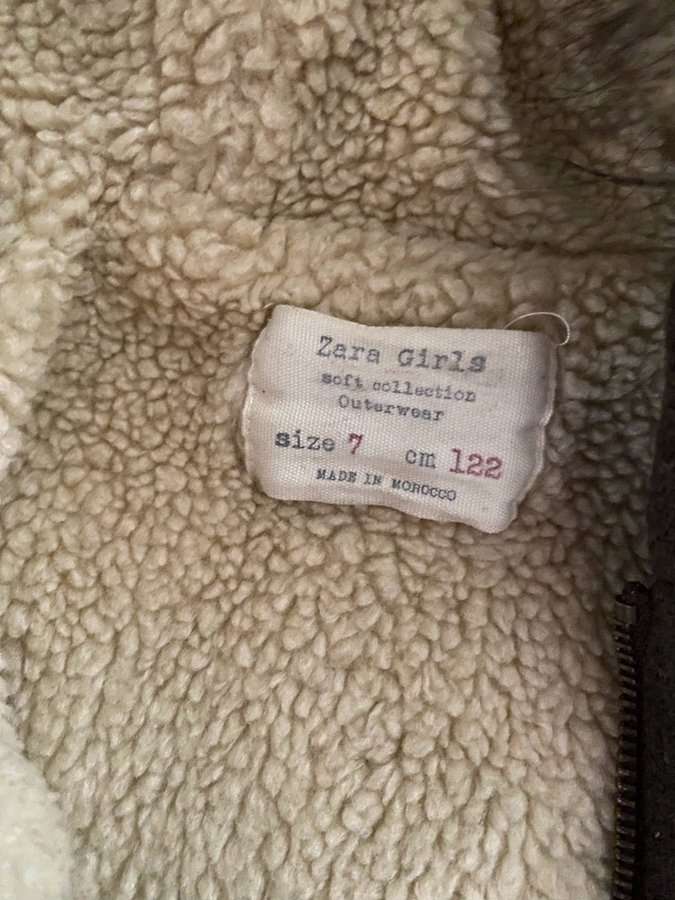 Zara Girls
soft collection
Outerwear
size 7 cm 122
MADE IN MOROCCO